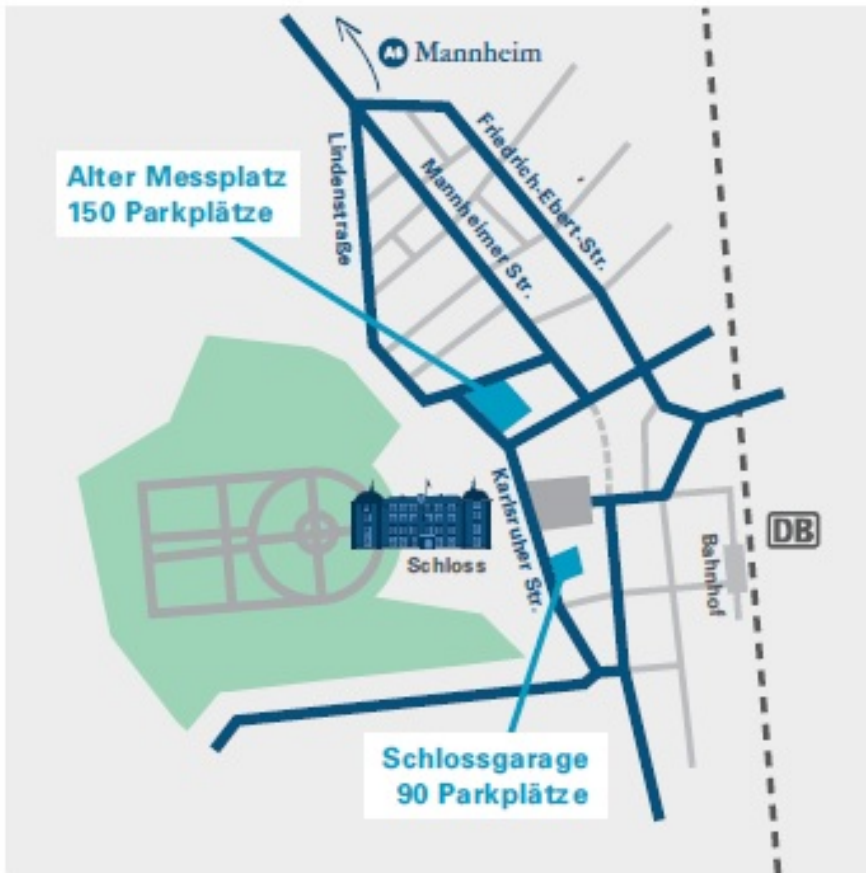 A6 Mannheim
Friedrich-Ebert-Str.
Lindenstraße
Mannheimer Str.
Alter Messplatz
150 Parkplätze
Karlsruher Str.
Schloss
DB
Bahnhof
Schlossgarage
90 Parkplätze